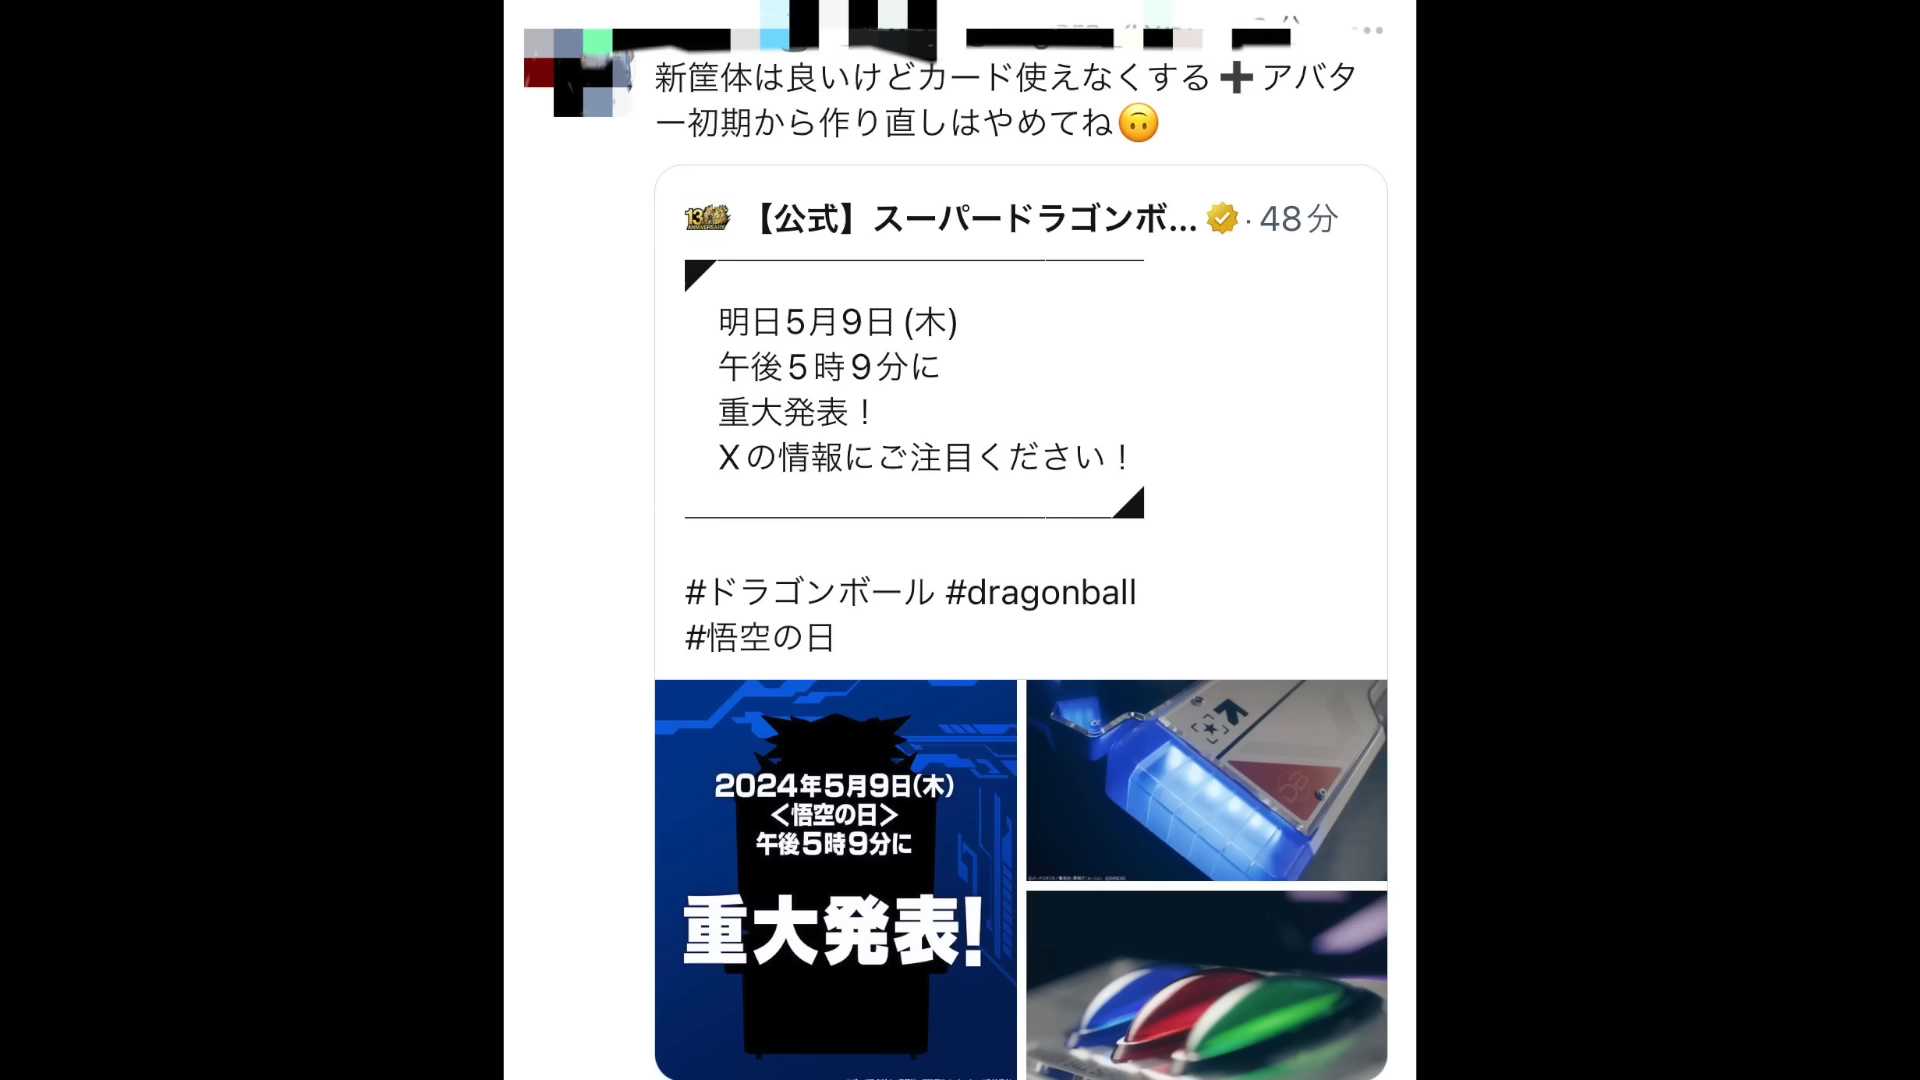 新筐体は良いけどカード使えなくする➕アバタ
ー初期から作り直しはやめてね🙃
13
ANNIVERSARY
【公式】スーパードラゴンボ... · 48分
明日5月9日(木)
午後5時9分に
重大発表！
Xの情報にご注目ください！
#ドラゴンボール #dragonball
#悟空の日
2024年5月9日(木)
＜悟空の日＞
午後5時9分に
重大発表!